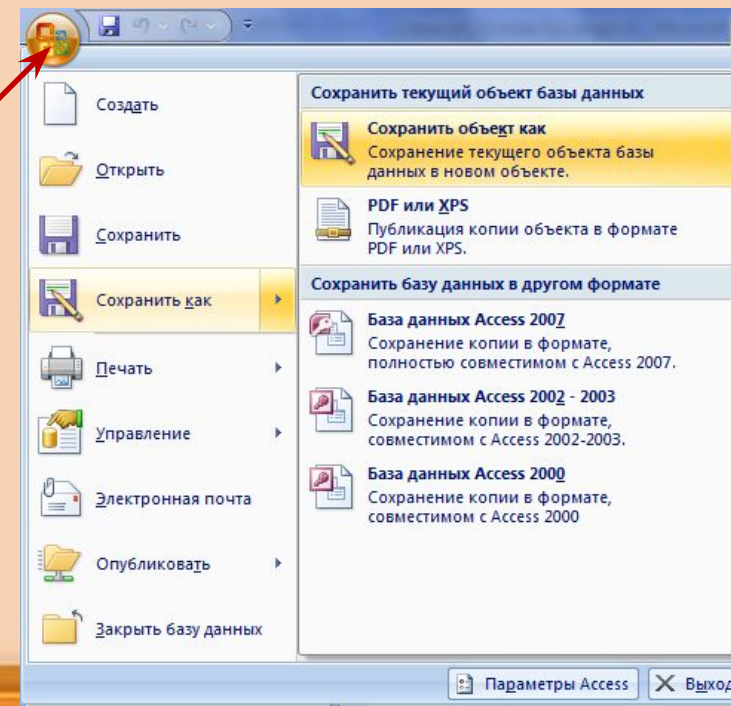 Создать
Открыть
Сохранить
Сохранить как
Печать
Управление
Электронная почта
Опубликовать
Закрыть базу данных
Сохранить текущий объект базы данных
Сохранить объект как
Сохранение текущего объекта базы
данных в новом объекте.
PDF или XPS
Публикация копии объекта в формате
PDF или XPS.
Сохранить базу данных в другом формате
База данных Access 2007
Сохранение копии в формате,
полностью совместимом с Access 2007.
База данных Access 2002 - 2003
Сохранение копии в формате,
совместимом с Access 2002-2003.
База данных Access 2000
Сохранение копии в формате,
совместимом с Access 2000
Параметры Access
Выход